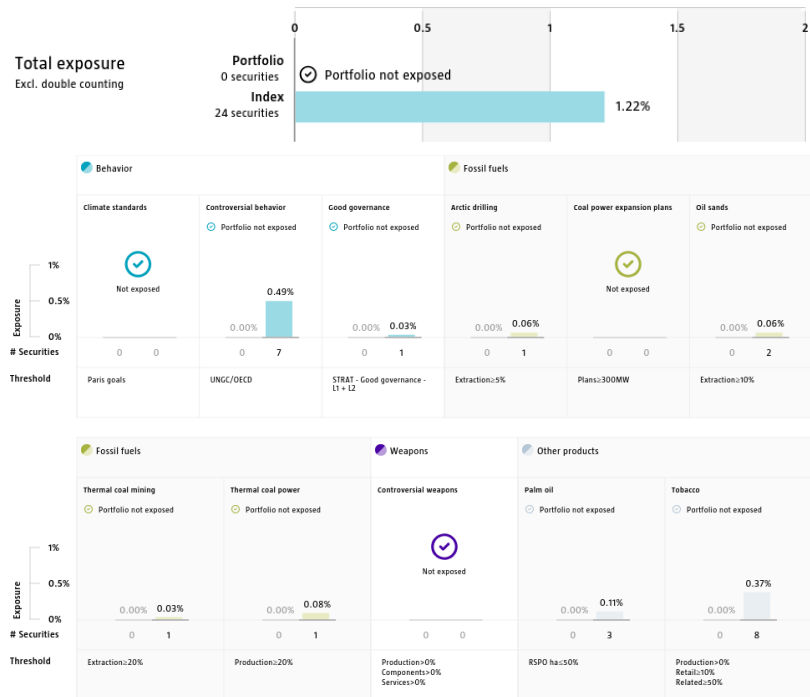 0 0.5 1 1.5 2
Total exposure
Excl. double counting
Portfolio
0 securities
Portfolio not exposed
Index
24 securities
1.22%
Behavior
Fossil fuels
Climate standards
Controversial behavior
Good governance
Arctic drilling
Coal power expansion plans
Oil sands
Portfolio not exposed
Portfolio not exposed
Portfolio not exposed
Portfolio not exposed
Not exposed
Not exposed
Exposure
1%
0.5%
0%
0.00% 0.49%
0.00% 0.03%
0.00% 0.06%
0.00% 0.06%
# Securities
0 0
0 7
0 1
0 1
0 0
0 2
Threshold
Paris goals
UNGC/OECD
STRAT - Good governance -
L1 + L2
Extraction≥5%
Plans≥300MW
Extraction≥10%
Fossil fuels
Weapons
Other products
Thermal coal mining
Thermal coal power
Controversial weapons
Palm oil
Tobacco
Portfolio not exposed
Portfolio not exposed
Portfolio not exposed
Portfolio not exposed
Not exposed
Exposure
1%
0.5%
0%
0.00% 0.03%
0.00% 0.08%
0.00% 0.11%
0.00% 0.37%
# Securities
0 1
0 1
0 0
0 3
0 8
Threshold
Extraction≥20%
Production≥20%
Production>0%
Components>0%
Services>0%
RSPO ha≤50%
Production>0%
Retail≥10%
Related≥50%